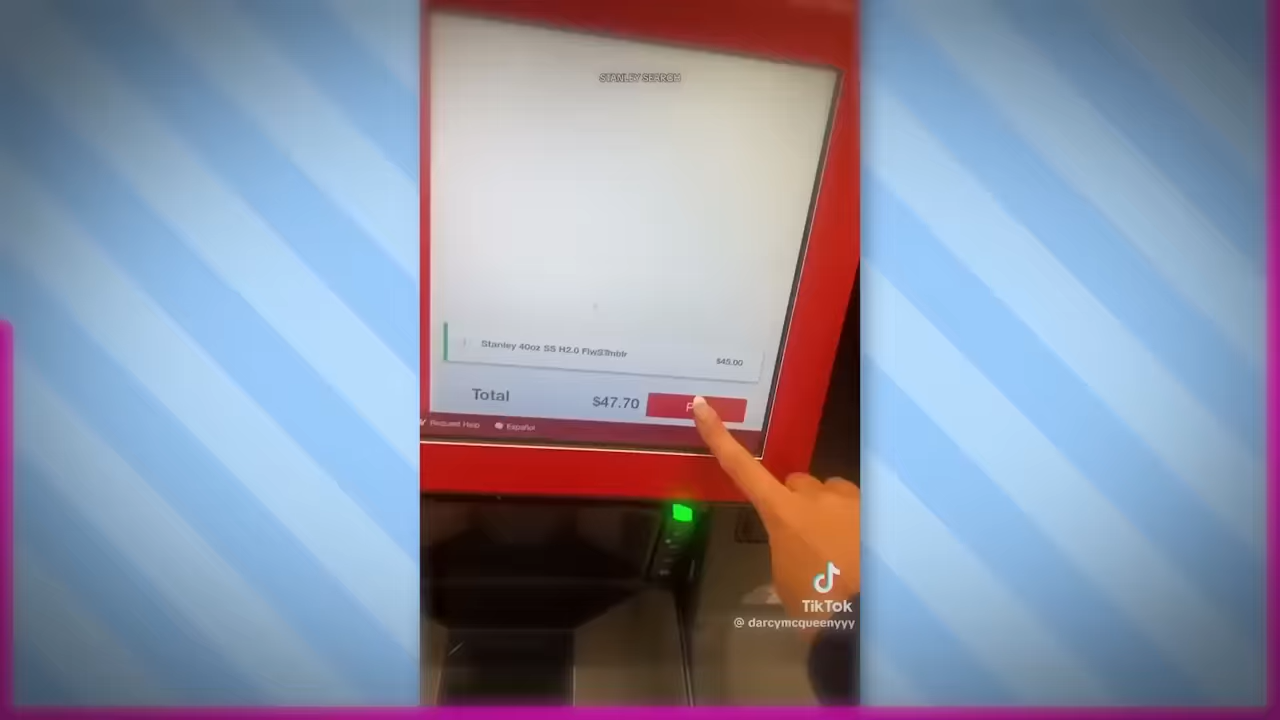 STANLEY SEARCH
Stanley 40oz SS H2.0 FlwSTmblr $45.00
Total $47.70
Request Help Español
TikTok
@ darcymcqueenyyy